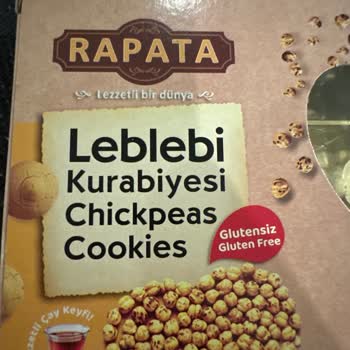 RAPATA
Lezzetli bir dünya
Leblebi
Kurabiyesi
Chickpeas
Cookies
Glutensiz
Gluten Free
Çay Keyfi!